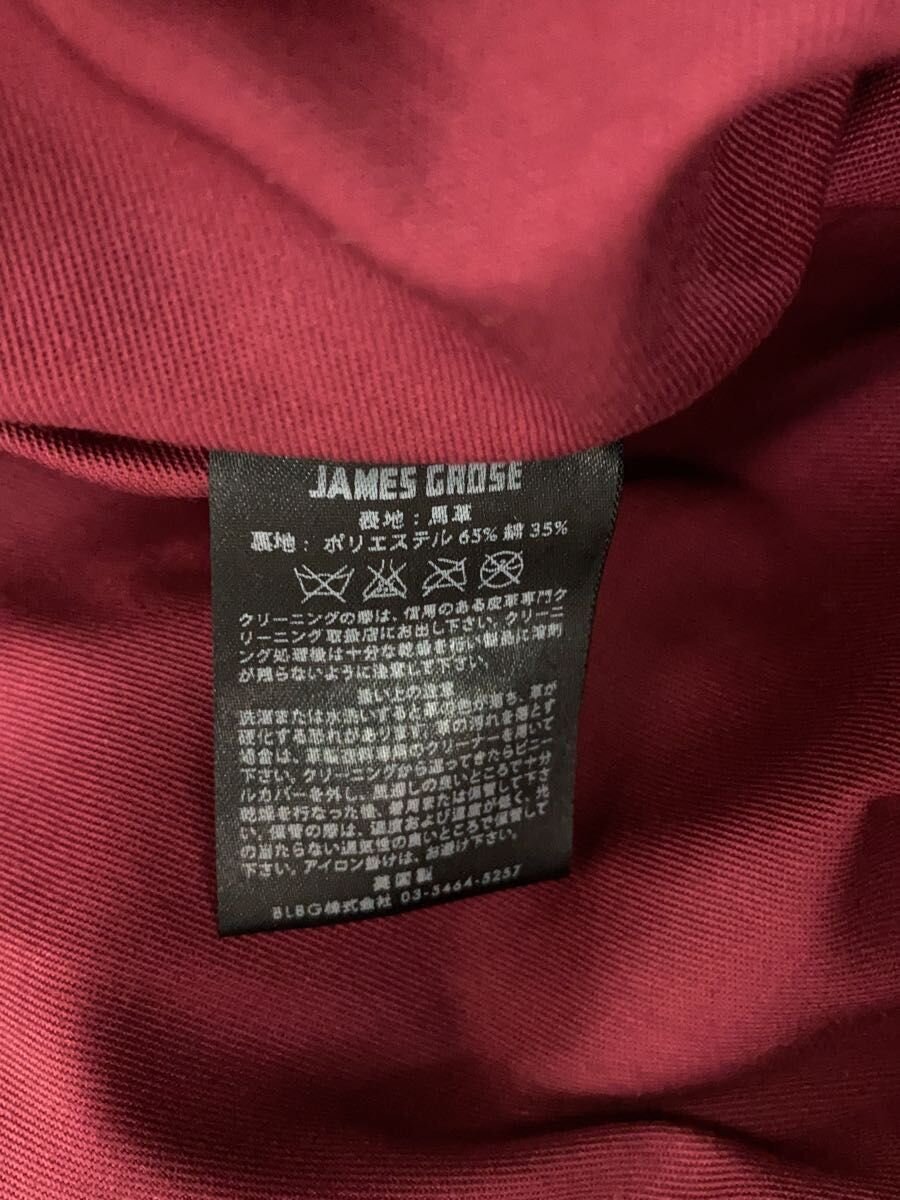 JAMES GROSE
表地：馬革
裏地：ポリエステル 65% 綿 35%
クリーニングの際は、信用のある皮革専門ク
リーニング取扱店にお出し下さい。クリーニ
ング処理後は十分な乾燥を行い製品に溶剤
が残らないように注意して下さい。
扱い上の注意
洗濯または水洗いすると革の色が落ち、革が
硬化する恐れがあります。革の汚れを落とす
場合は、クリーナーを用いて
下さい。クリーニングから返ってきたらビニー
ルカバーを外し、風通しの良いところで十分
乾燥を行なった後、着用または保管して下さ
い。保管の際は、温度および湿度が低く、光
の当たらない通気性の良いところで保管して
下さい。アイロン掛けは、お避け下さい。
英国製
BLBG株式会社 03-5464-5257